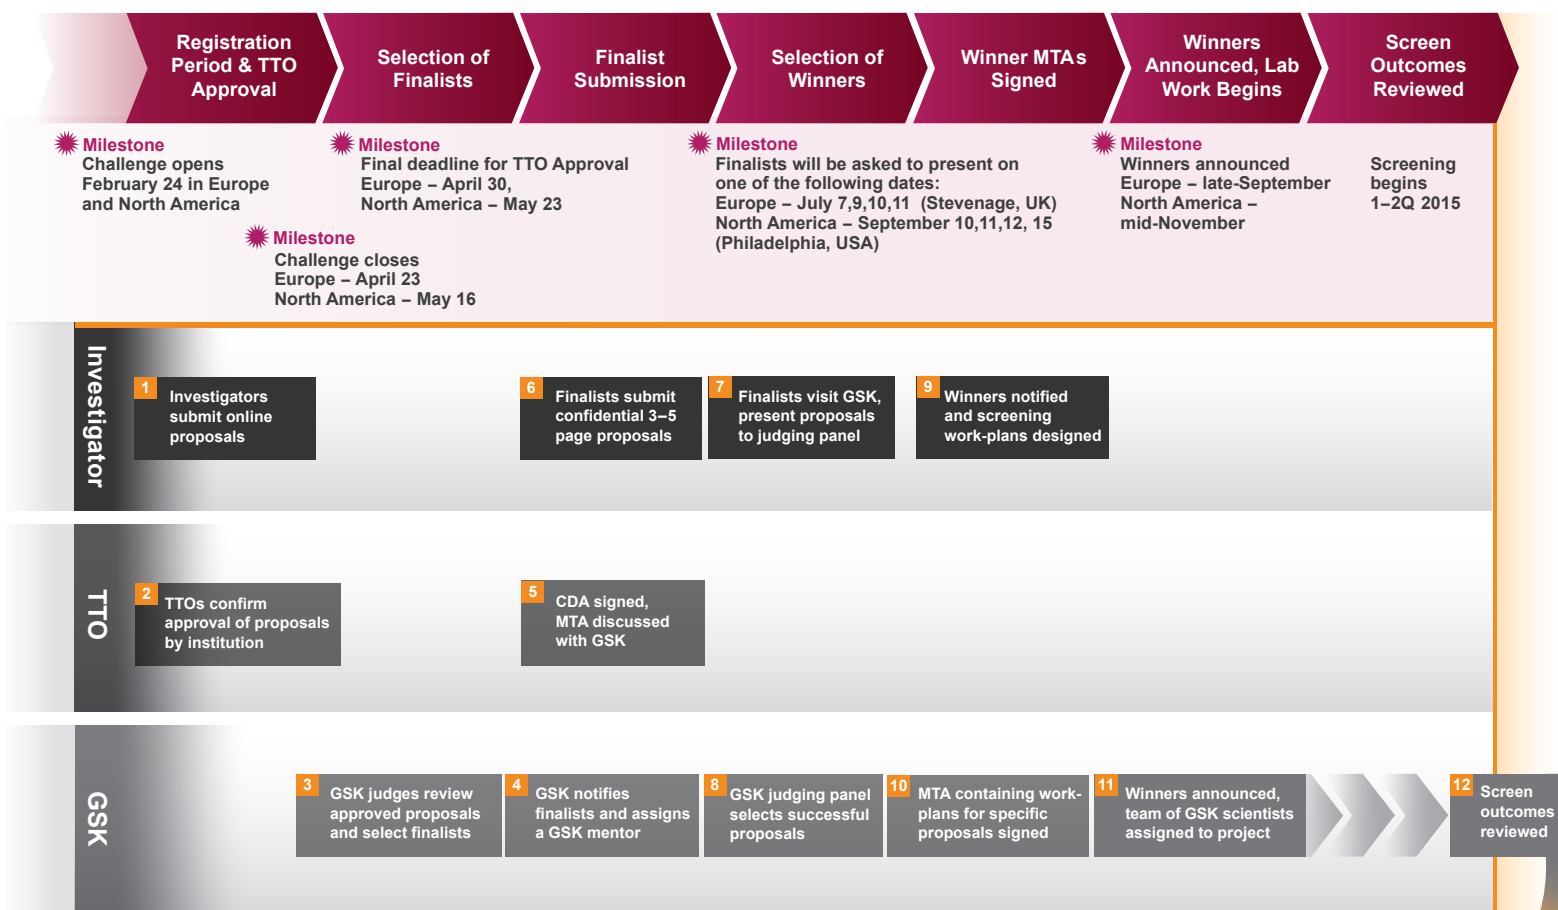 Registration
Period & TTO
Approval
Selection of
Finalists
Finalist
Submission
Selection of
Winners
Winner MTAs
Signed
Winners
Announced, Lab
Work Begins
Screen
Outcomes
Reviewed
Milestone
Challenge opens
February 24 in Europe
and North America
Milestone
Challenge closes
Europe – April 23
North America – May 16
Milestone
Final deadline for TTO Approval
Europe – April 30,
North America – May 23
Milestone
Finalists will be asked to present on
one of the following dates:
Europe – July 7,9,10,11 (Stevenage, UK)
North America – September 10,11,12, 15
(Philadelphia, USA)
Milestone
Winners announced
Europe – late-September
North America –
mid-November
Screening
begins
1–2Q 2015
Investigator
1
Investigators
submit online
proposals
6
Finalists submit
confidential 3–5
page proposals
7
Finalists visit GSK,
present proposals
to judging panel
9
Winners notified
and screening
work-plans designed
TTO
2
TTOs confirm
approval of proposals
by institution
5
CDA signed,
MTA discussed
with GSK
GSK
3
GSK judges review
approved proposals
and select finalists
4
GSK notifies
finalists and assigns
a GSK mentor
8
GSK judging panel
selects successful
proposals
10
MTA containing work-
plans for specific
proposals signed
11
Winners announced,
team of GSK scientists
assigned to project
12
Screen
outcomes
reviewed